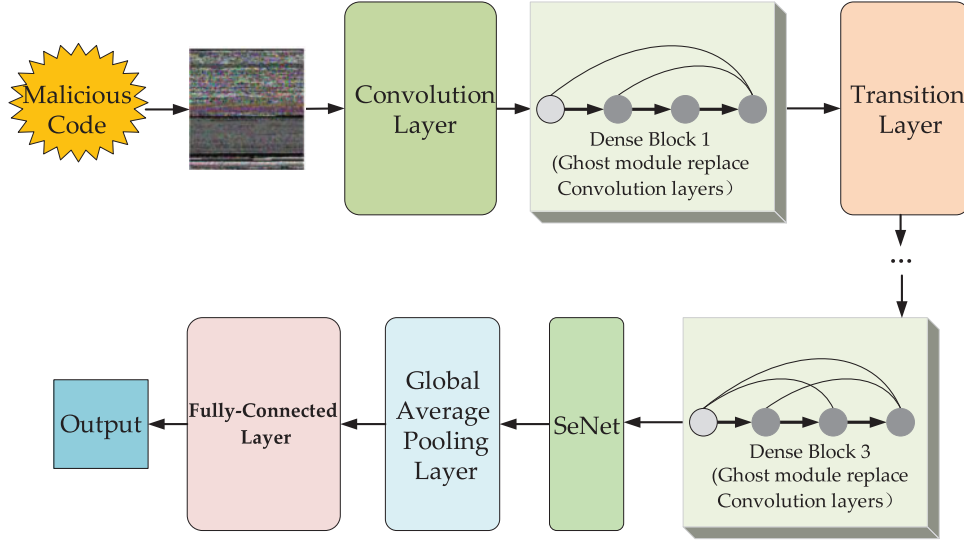 Malicious
Code
Convolution
Layer
Dense Block 1
(Ghost module replace
Convolution layers）
Transition
Layer
...
Dense Block 3
(Ghost module replace
Convolution layers）
SeNet
Global
Average
Pooling
Layer
Fully-Connected
Layer
Output